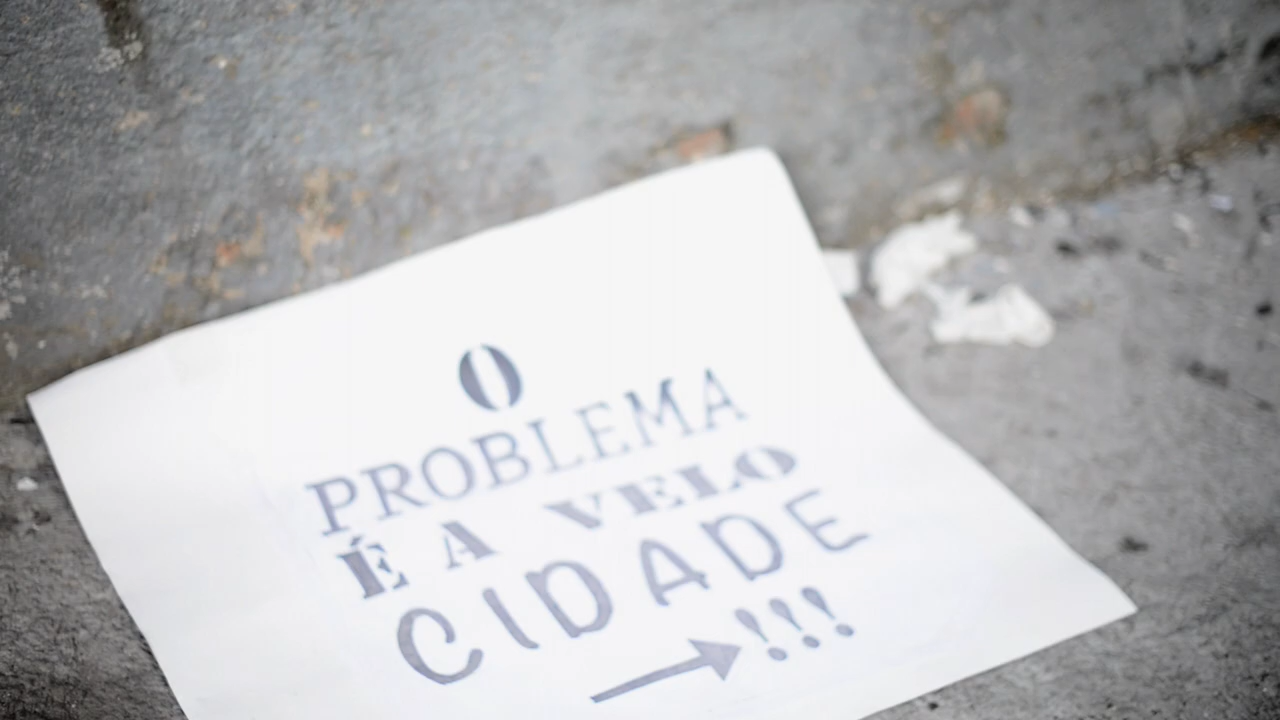 O
PROBLEMA
É A VELO
CIDADE
→!!!